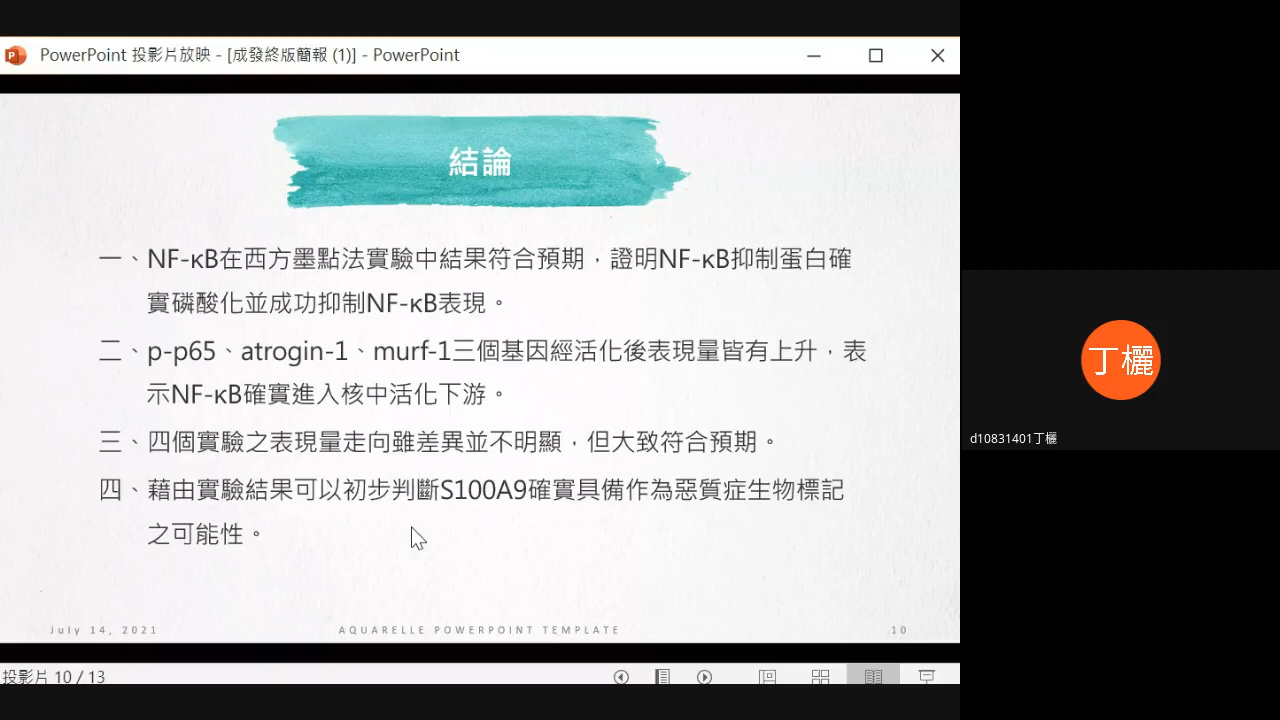 PowerPoint 投影片放映 - [成發終版簡報 (1)] - PowerPoint
結論
一、NF-κB在西方墨點法實驗中結果符合預期，證明NF-κB抑制蛋白確
實磷酸化並成功抑制NF-κB表現。
二、p-p65、atrogin-1、murf-1三個基因經活化後表現量皆有上升，表
示NF-κB確實進入核中活化下游。
三、四個實驗之表現量走向雖差異並不明顯，但大致符合預期。
四、藉由實驗結果可以初步判斷S100A9確實具備作為惡質症生物標記
之可能性。
July 14, 2021
AQUARELLE POWERPOINT TEMPLATE
10
投影片 10 / 13
丁欐
d10831401丁欐